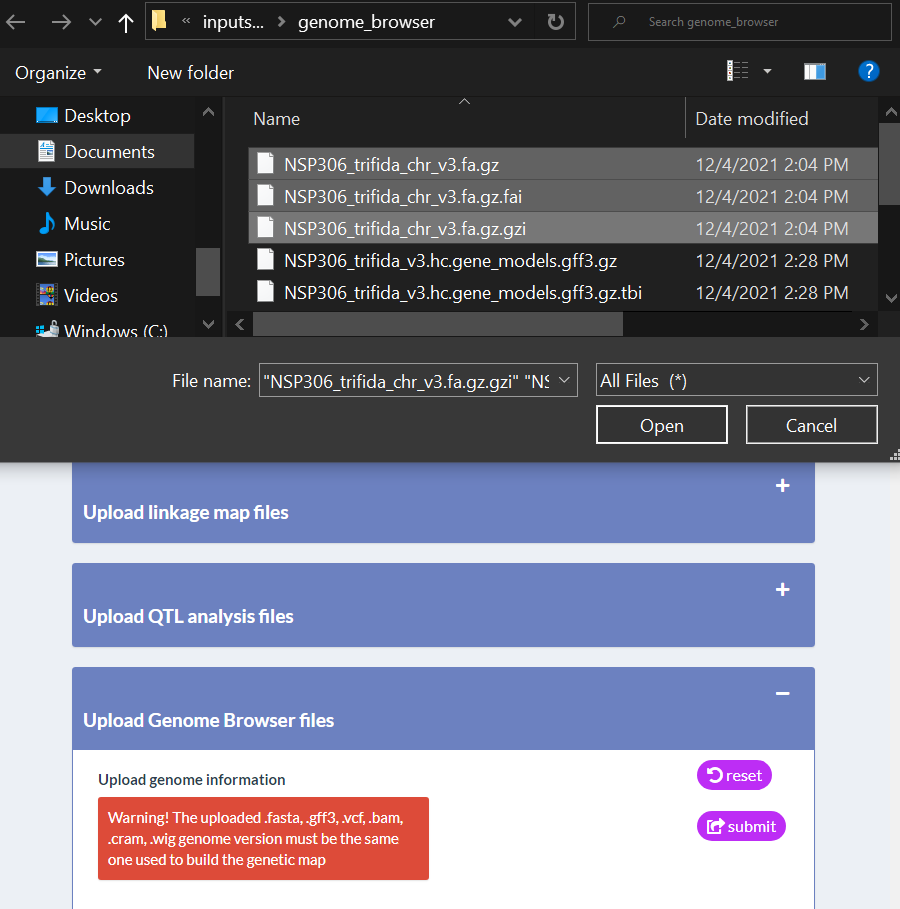 « inputs... > genome_browser
Search genome_browser
Organize
New folder
Desktop
Documents
Downloads
Music
Pictures
Videos
Windows (C:)
Name Date modified
NSP306_trifida_chr_v3.fa.gz 12/4/2021 2:04 PM
NSP306_trifida_chr_v3.fa.gz.fai 12/4/2021 2:04 PM
NSP306_trifida_chr_v3.fa.gz.gzi 12/4/2021 2:04 PM
NSP306_trifida_v3.hc.gene_models.gff3.gz 12/4/2021 2:28 PM
NSP306_trifida_v3.hc.gene_models.gff3.gz.tbi 12/4/2021 2:28 PM
File name: "NSP306_trifida_chr_v3.fa.gz.gzi" "NS
All Files (*)
Open Cancel
Upload linkage map files
+
Upload QTL analysis files
+
Upload Genome Browser files
−
Upload genome information
Warning! The uploaded .fasta, .gff3, .vcf, .bam,
.cram, .wig genome version must be the same
one used to build the genetic map
reset
submit